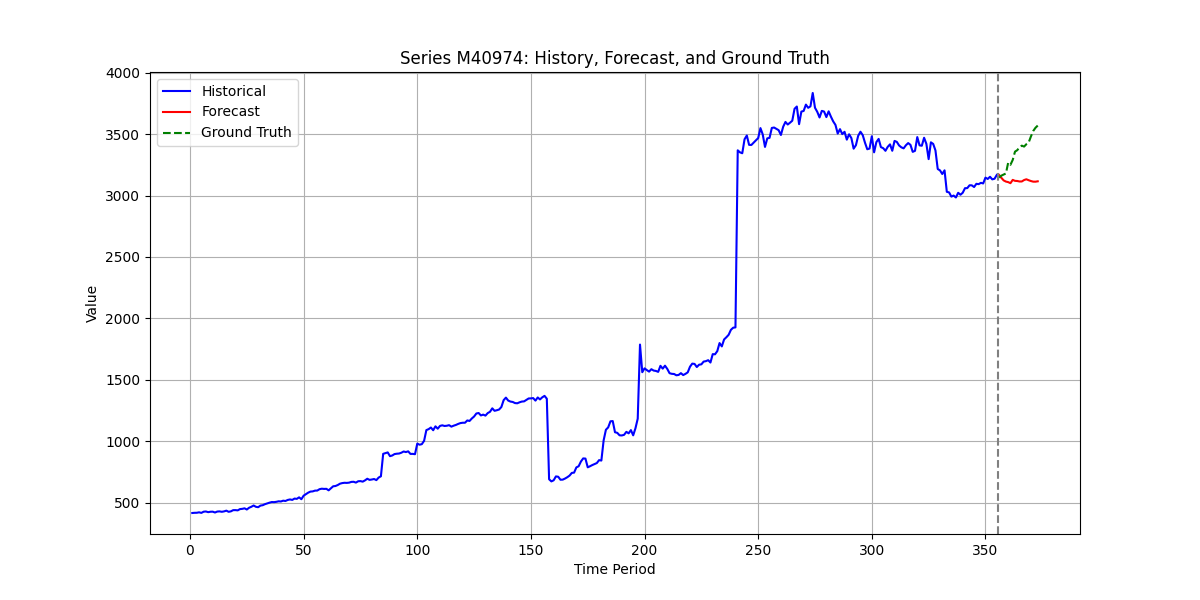 Series M40974: History, Forecast, and Ground Truth
Historical
Forecast
Ground Truth
4000
3500
3000
2500
2000
1500
1000
500
Value
0 50 100 150 200 250 300 350
Time Period